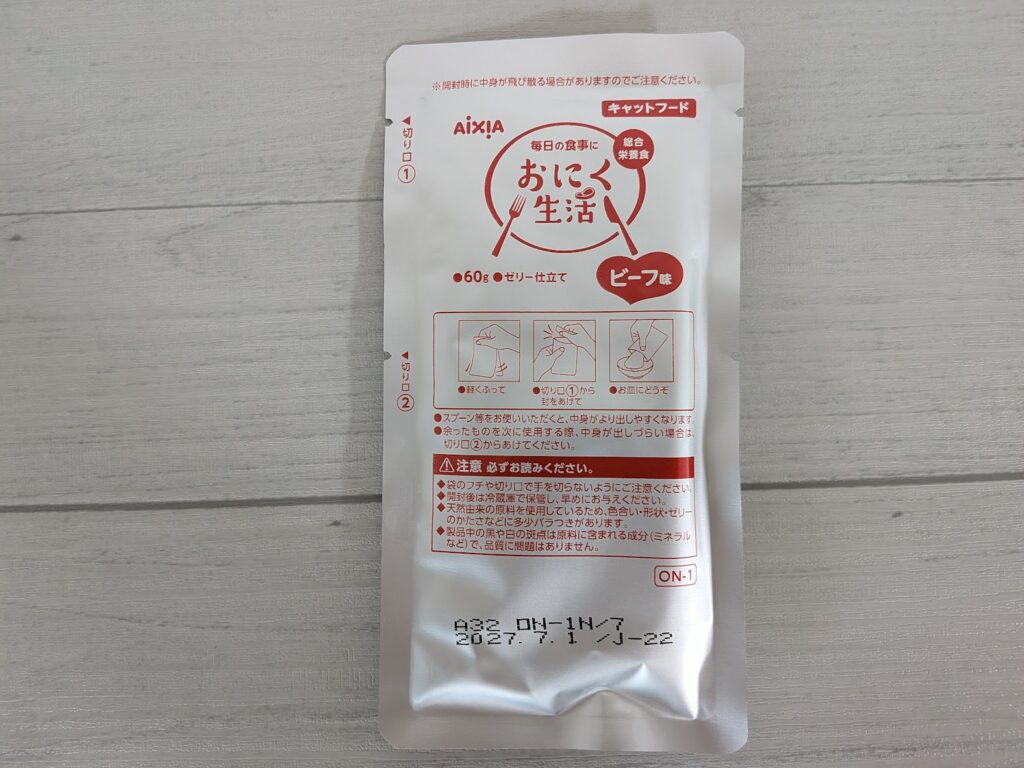 ※開封時に中身が飛び散る場合がありますのでご注意ください。
キャットフード
AIXIA
◀切り口①
毎日の食事に
総合栄養食
おにく
生活
●60g ●ゼリー仕立て
ビーフ味
●軽くふって
●切り口①から
封をあけて
●お皿にどうぞ
◀切り口②
●スプーン等をお使いいただくと、中身がより出しやすくなります。
●余ったものを次に使用する際、中身が出しづらい場合は、
切り口②からあけてください。
⚠注意 必ずお読みください。
◆袋のフチや切り口で手を切らないようにご注意ください。
◆開封後は冷蔵庫で保管し、早めにお与えください。
◆天然由来の原料を使用しているため、色合い・形状・ゼリー
のかたさなどに多少バラつきがあります。
◆製品中の黒や白の斑点は原料に含まれる成分(ミネラル
など)で、品質に問題はありません。
ON-1
A32 ON-1N/7
2027. 7. 1 /J-22